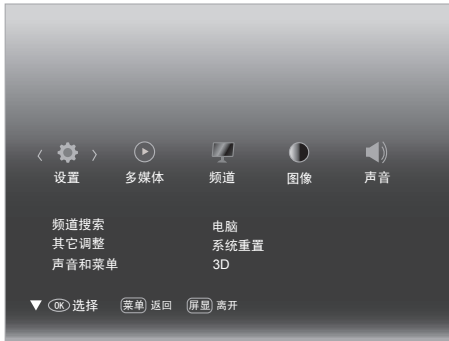 设置 多媒体 频道 图像 声音
频道搜索 电脑
其它调整 系统重置
声音和菜单 3D
OK 选择 菜单 返回 屏显 离开